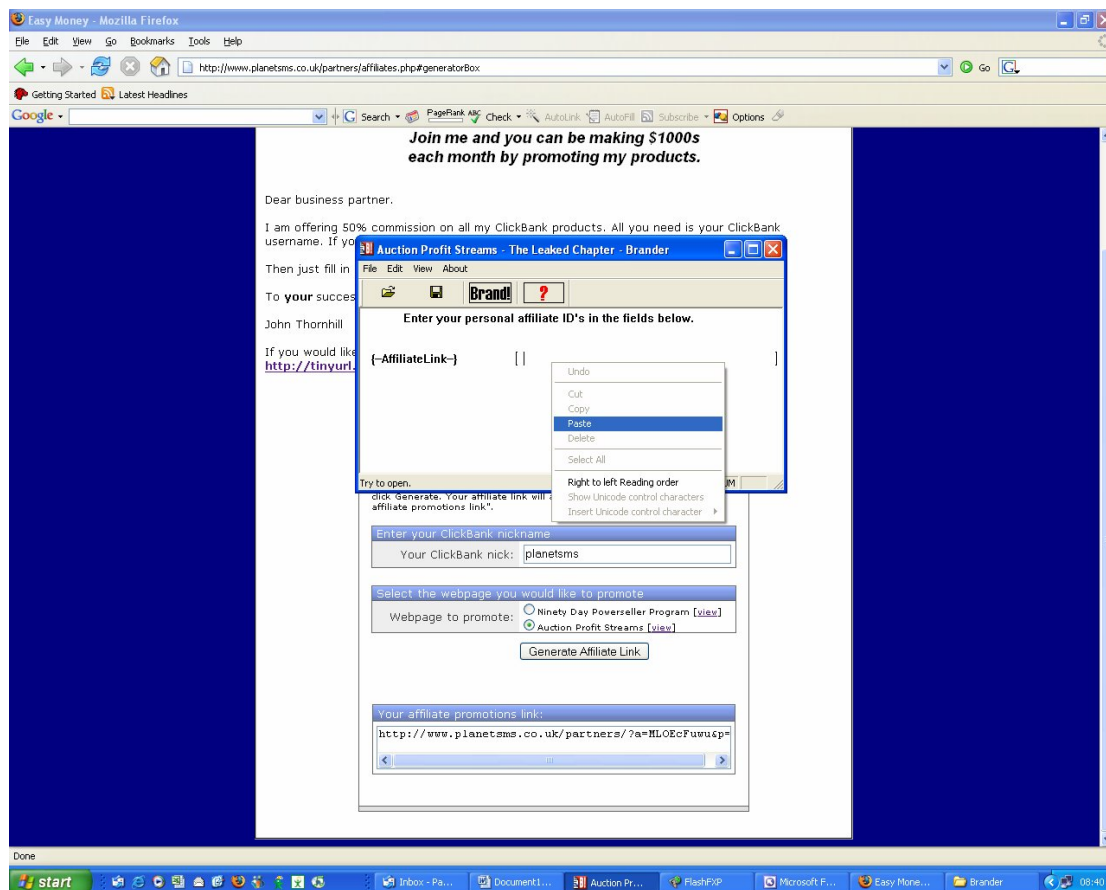 Easy Money - Mozilla Firefox
File Edit View Go Bookmarks Tools Help
http://www.planetsms.co.uk/partners/affiliates.php#generatorBox
Go
G
Getting Started Latest Headlines
Google
G Search PageRank ABC Check AutoLink AutoFill Subscribe Options
Join me and you can be making $1000s
each month by promoting my products.
Dear business partner.
I am offering 50% commission on all my ClickBank products. All you need is your ClickBank
username. If yo
Then just fill in
To your succes
John Thornhill
If you would like
http://tinyurl.
Auction Profit Streams - The Leaked Chapter - Brander
File Edit View About
Brand! ?
Enter your personal affiliate ID's in the fields below.
{--AffiliateLink--} [ ]
Undo
Cut
Copy
Paste
Delete
Select All
Right to left Reading order
Show Unicode control characters
Insert Unicode control character
Try to open.
click Generate. Your affiliate link will a
affiliate promotions link".
Enter your ClickBank nickname
Your ClickBank nick: planetsms
Select the webpage you would like to promote
Webpage to promote:
Ninety Day Powerseller Program [view]
Auction Profit Streams [view]
Generate Affiliate Link
Your affiliate promotions link:
http://www.planetsms.co.uk/partners/?a=MLOEcFuwu&p=
Done
start Inbox - Pa... Document1... Auction Pr... FlashFXP Microsoft F... Easy Mone... Brander 08:40